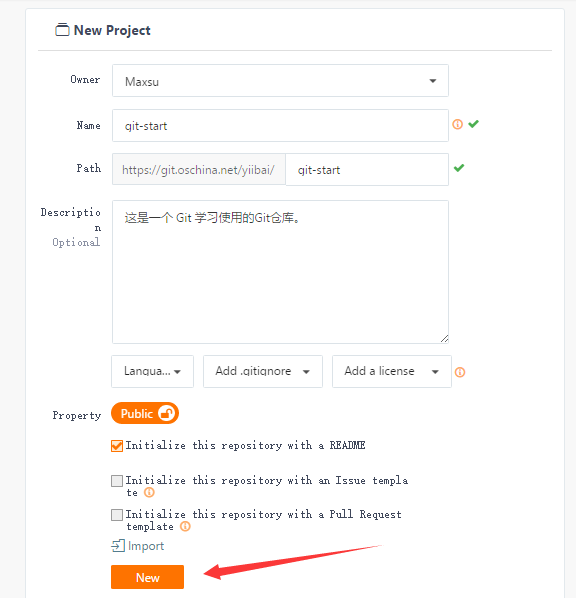 New Project
Owner
Maxsu
Name
git-start
Path
https://git.oschina.net/yiibai/
git-start
Descriptio
n
Optional
这是一个 Git 学习使用的Git仓库。
Langua...
Add .gitignore
Add a license
Property
Public
Initialize this repository with a README
Initialize this repository with an Issue templa
te
Initialize this repository with a Pull Request
template
Import
New